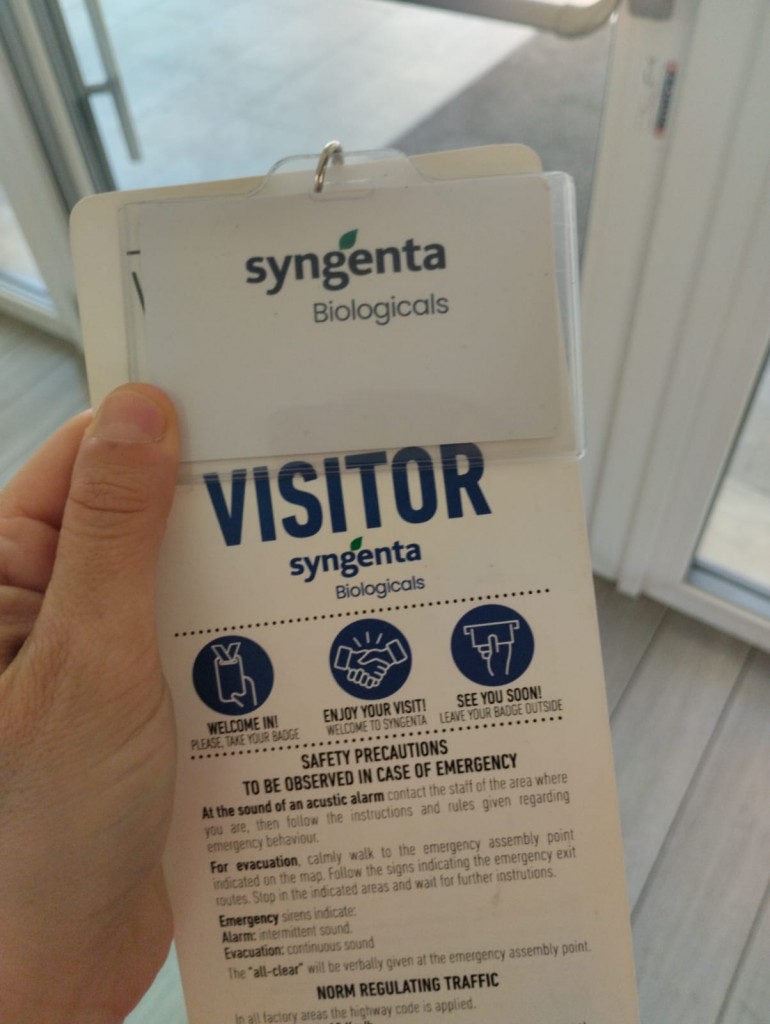 syngenta
Biologicals
VISITOR
syngenta
Biologicals
WELCOME IN!
PLEASE, TAKE YOUR BADGE
ENJOY YOUR VISIT!
WELCOME TO SYNGENTA
SEE YOU SOON!
LEAVE YOUR BADGE OUTSIDE
SAFETY PRECAUTIONS
TO BE OBSERVED IN CASE OF EMERGENCY
At the sound of an acustic alarm contact the staff of the area where
you are, then follow the instructions and rules given regarding
emergency behaviour.
For evacuation, calmly walk to the emergency assembly point
indicated on the map. Follow the signs indicating the emergency exit
routes. Stop in the indicated areas and wait for further instrutions.
Emergency sirens indicate:
Alarm: intermittent sound.
Evacuation: continuous sound
The "all-clear" will be verbally given at the emergency assembly point.
NORM REGULATING TRAFFIC
In all factory areas the highway code is applied.